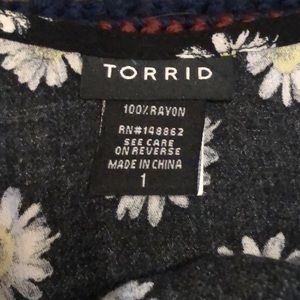 TORRID
100% RAYON
RN#148862
SEE CARE
ON REVERSE
MADE IN CHINA
1